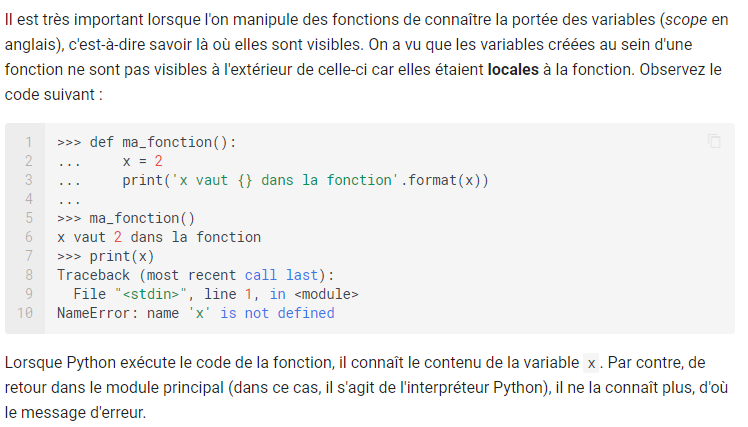 Il est très important lorsque l'on manipule des fonctions de connaître la portée des variables (scope en
anglais), c'est-à-dire savoir là où elles sont visibles. On a vu que les variables créées au sein d'une
fonction ne sont pas visibles à l'extérieur de celle-ci car elles étaient locales à la fonction. Observez le
code suivant :
1 >>> def ma_fonction():
2 ...     x = 2
3 ...     print('x vaut {} dans la fonction'.format(x))
4 ...
5 >>> ma_fonction()
6 x vaut 2 dans la fonction
7 >>> print(x)
8 Traceback (most recent call last):
9   File "<stdin>", line 1, in <module>
10 NameError: name 'x' is not defined
Lorsque Python exécute le code de la fonction, il connaît le contenu de la variable x. Par contre, de
retour dans le module principal (dans ce cas, il s'agit de l'interpréteur Python), il ne la connaît plus, d'où
le message d'erreur.